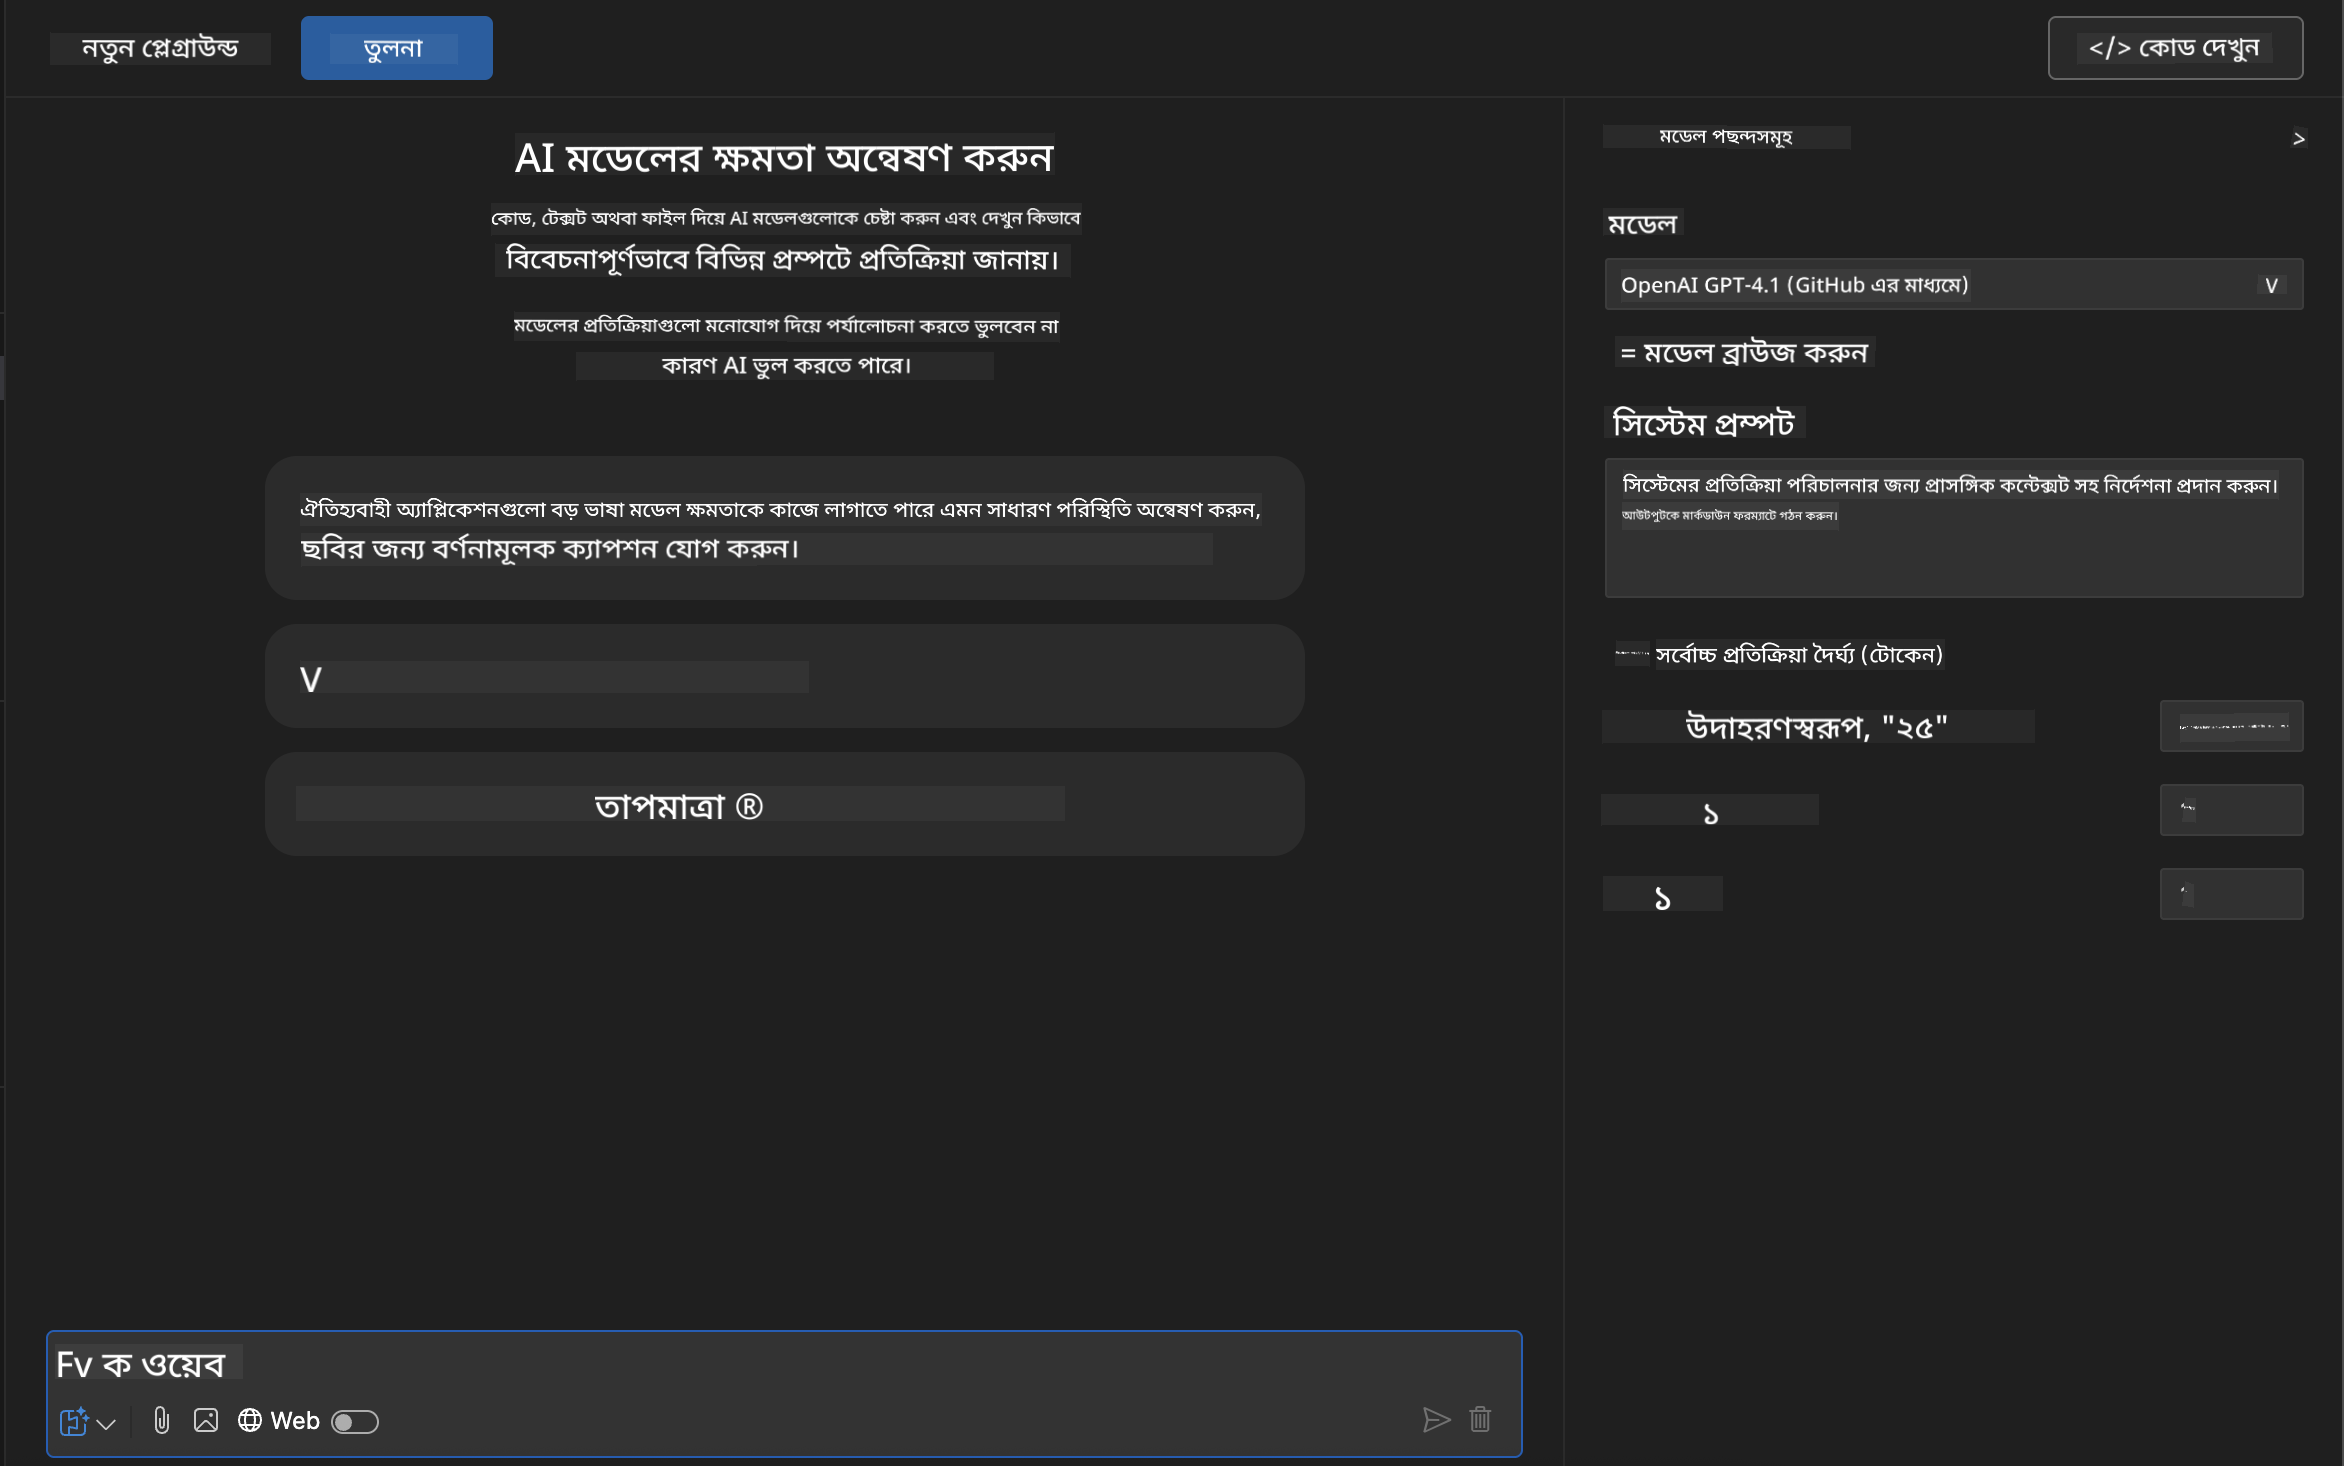 নতুন প্লেগ্রাউন্ড
তুলনা
</> কোড দেখুন
AI মডেলের ক্ষমতা অন্বেষণ করুন
কোড, টেক্সট অথবা ফাইল দিয়ে AI মডেলগুলোকে চেষ্টা করুন এবং দেখুন কিভাবে
বিবেচনাপূর্ণভাবে বিভিন্ন প্রম্পটে প্রতিক্রিয়া জানায়।
মডেলের প্রতিক্রিয়াগুলো মনোযোগ দিয়ে পর্যালোচনা করতে ভুলবেন না
কারণ AI ভুল করতে পারে।
ঐতিহ্যবাহী অ্যাপ্লিকেশনগুলো বড় ভাষা মডেল ক্ষমতাকে কাজে লাগাতে পারে এমন সাধারণ পরিস্থিতি অন্বেষণ করুন,
ছবির জন্য বর্ণনামূলক ক্যাপশন যোগ করুন।
V
তাপমাত্রা ®
Fv ক ওয়েব
Web
মডেল পছন্দসমূহ
>
মডেল
OpenAI GPT-4.1 (GitHub এর মাধ্যমে)
V
= মডেল ব্রাউজ করুন
সিস্টেম প্রম্পট
সিস্টেমের প্রতিক্রিয়া পরিচালনার জন্য প্রাসঙ্গিক কন্টেক্সট সহ নির্দেশনা প্রদান করুন।
আউটপুটকে মার্কডাউন ফরম্যাটে গঠন করুন।
সর্বোচ্চ প্রতিক্রিয়া দৈর্ঘ্য (টোকেন)
উদাহরণস্বরূপ, "২৫"
১
১